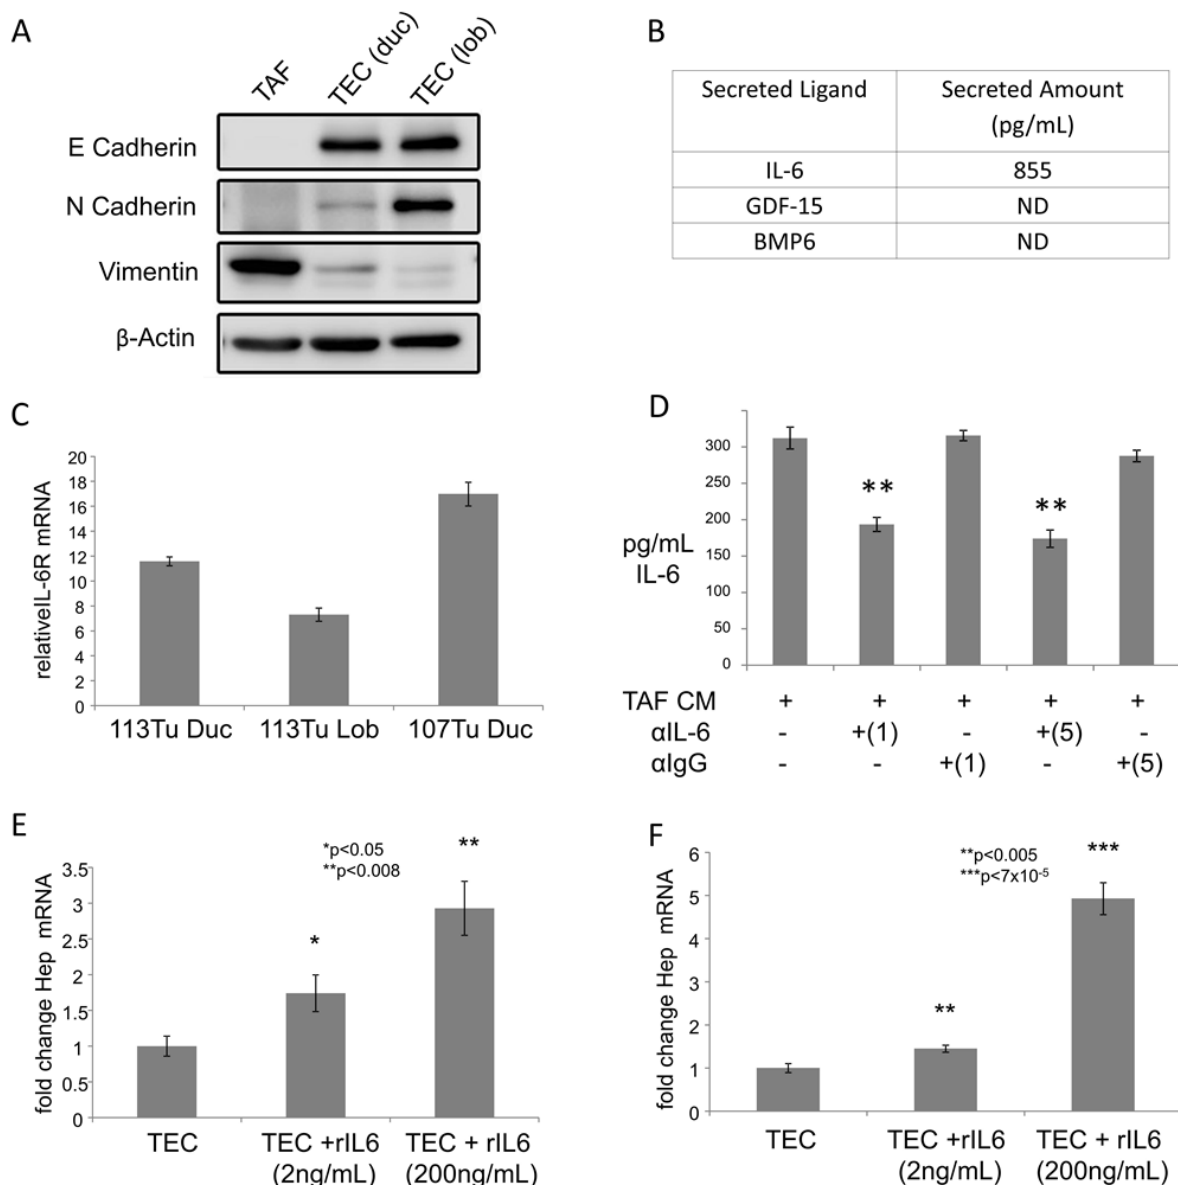 A
TAF TEC (duc) TEC (lob)
E Cadherin
N Cadherin
Vimentin
β-Actin
B
Secreted Ligand Secreted Amount
(pg/mL)
IL-6 855
GDF-15 ND
BMP6 ND
C
relativeIL-6R mRNA
20
18
16
14
12
10
8
6
4
2
0
113Tu Duc 113Tu Lob 107Tu Duc
D
pg/mL
IL-6
300
250
200
150
100
50
0
** **
TAF CM + + + + +
αIL-6 - +(1) - +(5) -
αIgG - - +(1) - +(5)
E
fold change Hep mRNA
3.5
3
2.5
2
1.5
1
0.5
0
*p<0.05
**p<0.008
* **
TEC TEC +rIL6 TEC + rIL6
(2ng/mL) (200ng/mL)
F
fold change Hep mRNA
6
5
4
3
2
1
0
**p<0.005
***p<7x10⁻⁵
** ***
TEC TEC +rIL6 TEC + rIL6
(2ng/mL) (200ng/mL)